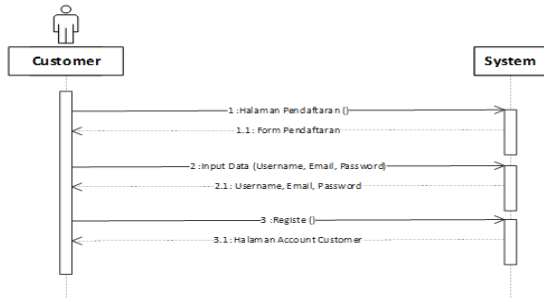 Customer
System
1 :Halaman Pendaftaran ()
1.1: Form Pendaftaran
2 :Input Data (Username, Email, Password)
2.1: Username, Email, Password
3 :Registe ()
3.1: Halaman Account Customer